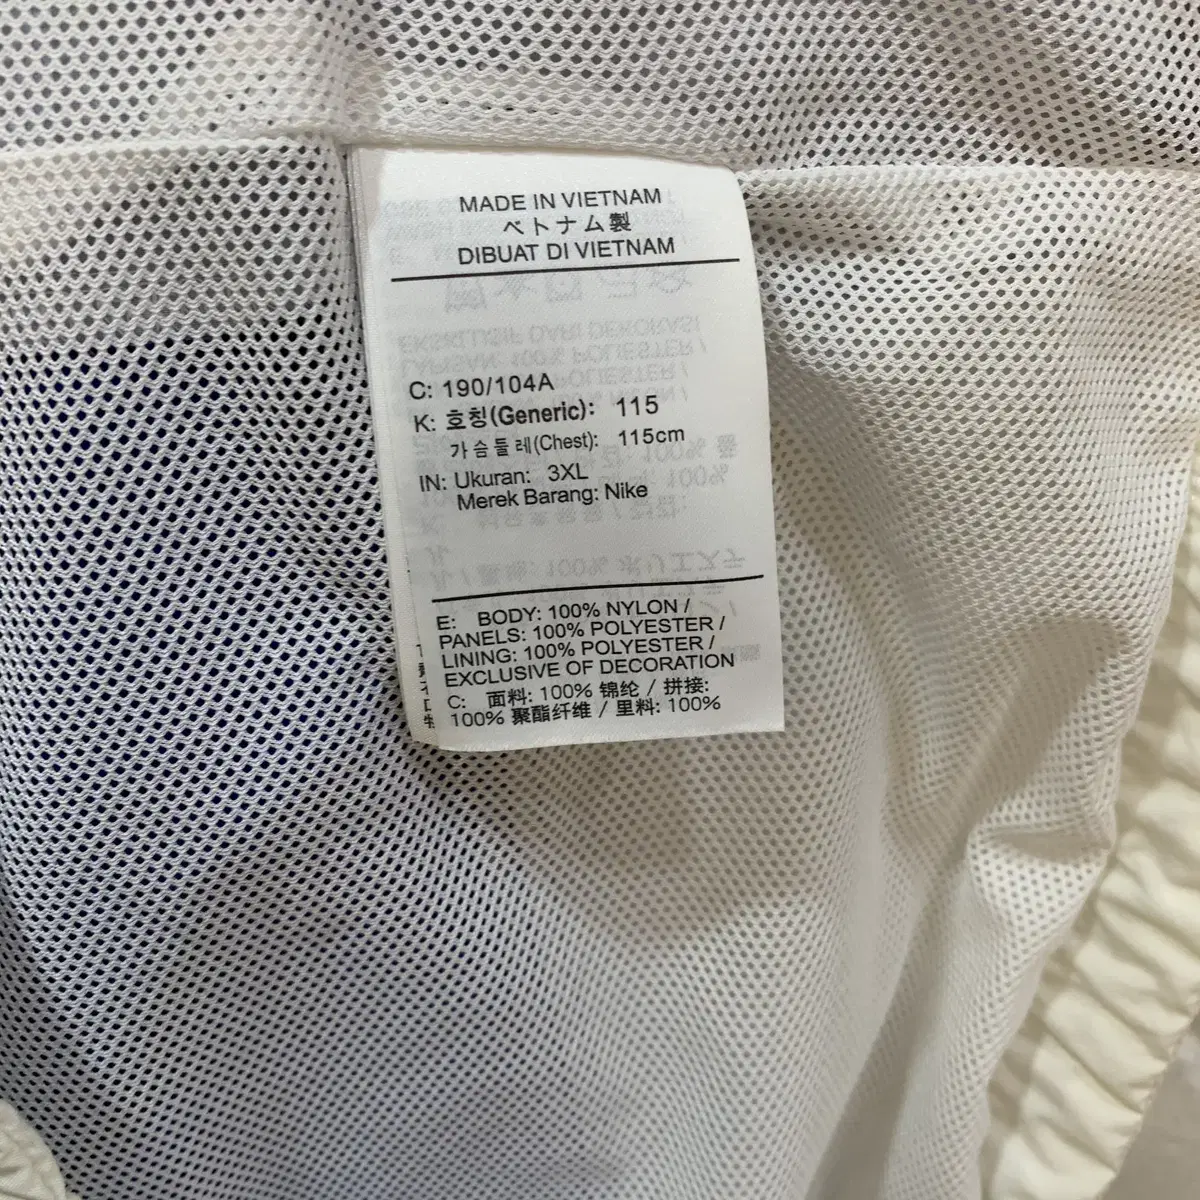 MADE IN VIETNAM
ベトナム製
DIBUAT DI VIETNAM
C: 190/104A
K: 호칭(Generic): 115
가슴둘레(Chest): 115cm
IN: Ukuran: 3XL
Merek Barang: Nike
E: BODY: 100% NYLON /
PANELS: 100% POLYESTER /
LINING: 100% POLYESTER /
EXCLUSIVE OF DECORATION
C: 面料: 100% 锦纶 / 拼接:
100% 聚酯纤维 / 里料: 100%